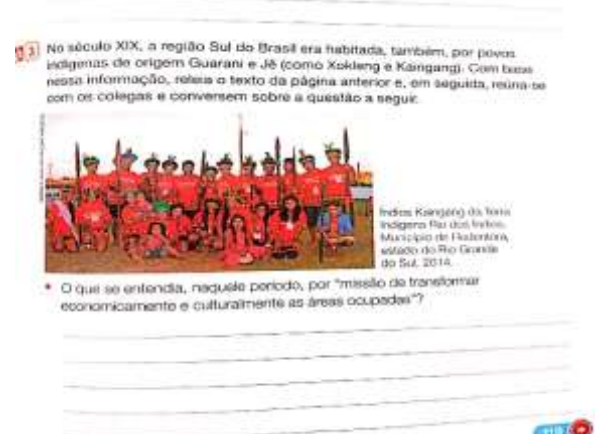 3 No século XIX, a região Sul do Brasil era habitada, também, por povos
indígenas de origem Guarani e Jê (como Xokleng e Kaingang). Com base
nessa informação, releia o texto da página anterior e, em seguida, reúna-se
com os colegas e conversem sobre a questão a seguir.
Índios Kaingang da Terra
Indígena Rio dos Índios,
Município de Redentora,
estado do Rio Grande
do Sul, 2014.
• O que se entendia, naquele período, por "missão de transformar
economicamente e culturalmente as áreas ocupadas"?